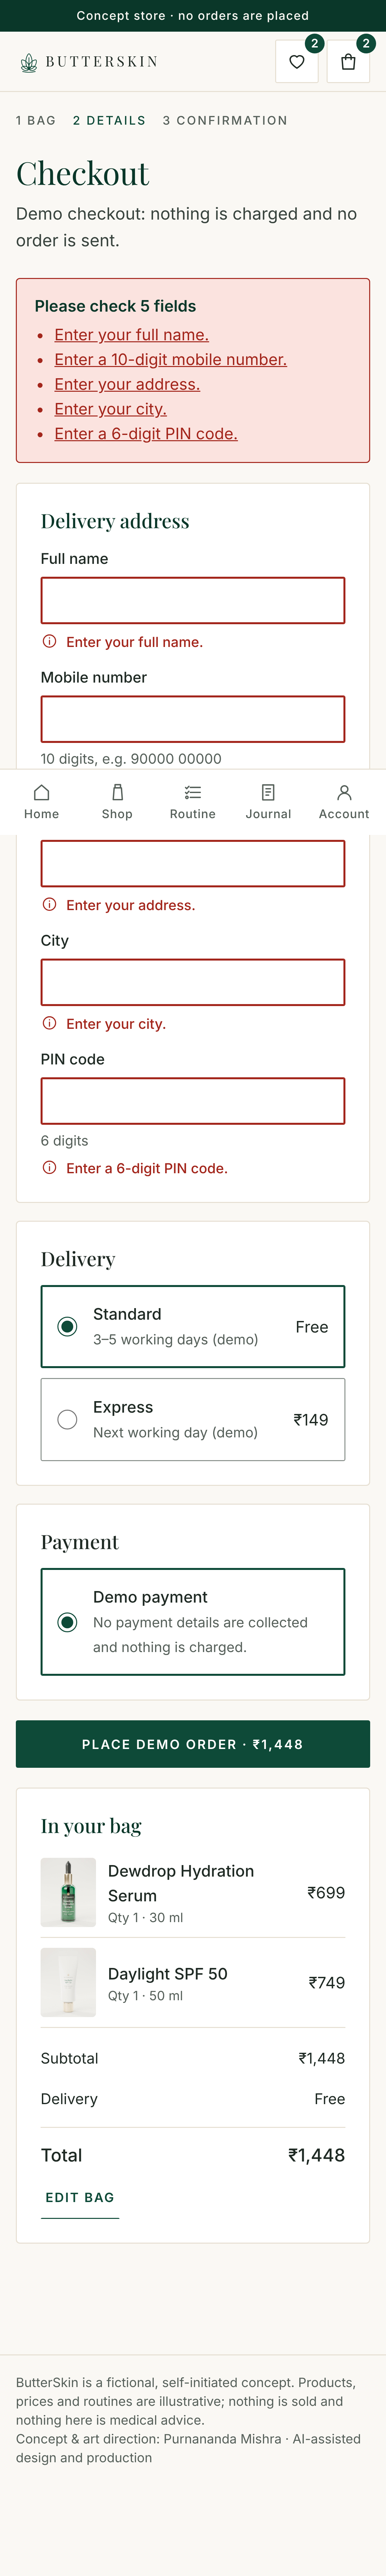 Concept store · no orders are placed
BUTTERSKIN
2
2
1 BAG 2 DETAILS 3 CONFIRMATION
Checkout
Demo checkout: nothing is charged and no
order is sent.
Please check 5 fields
• Enter your full name.
• Enter a 10-digit mobile number.
• Enter your address.
• Enter your city.
• Enter a 6-digit PIN code.
Delivery address
Full name
Enter your full name.
Mobile number
10 digits, e.g. 90000 00000
Home Shop Routine Journal Account
Enter your address.
City
Enter your city.
PIN code
6 digits
Enter a 6-digit PIN code.
Delivery
Standard
3–5 working days (demo)
Free
Express
Next working day (demo)
₹149
Payment
Demo payment
No payment details are collected
and nothing is charged.
PLACE DEMO ORDER · ₹1,448
In your bag
Dewdrop Hydration
Serum
Qty 1 · 30 ml
₹699
Daylight SPF 50
Qty 1 · 50 ml
₹749
Subtotal ₹1,448
Delivery Free
Total ₹1,448
EDIT BAG
ButterSkin is a fictional, self-initiated concept. Products,
prices and routines are illustrative; nothing is sold and
nothing here is medical advice.
Concept & art direction: Purnananda Mishra · AI-assisted
design and production